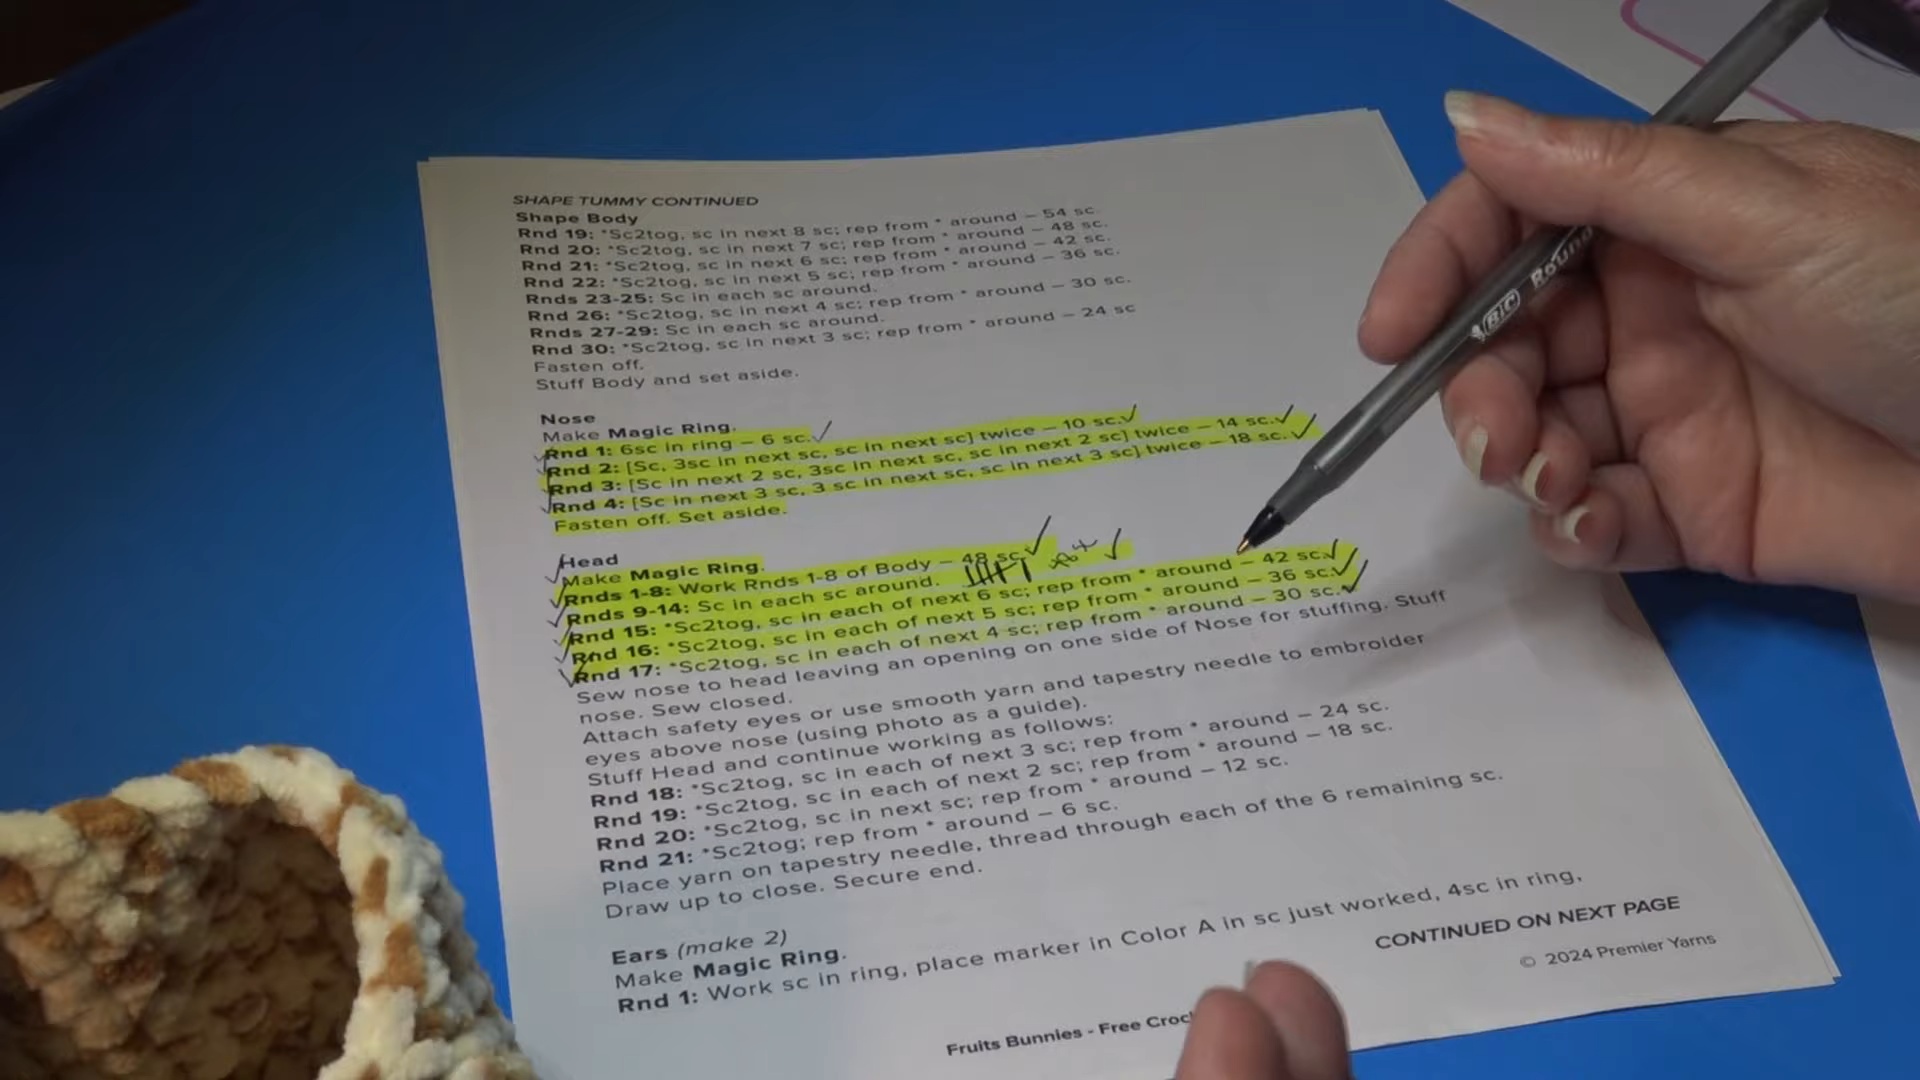 SHAPE TUMMY CONTINUED
Shape Body
Rnd 19: *Sc2tog, sc in next 8 sc; rep from * around – 54 sc.
Rnd 20: *Sc2tog, sc in next 7 sc; rep from * around – 48 sc.
Rnd 21: *Sc2tog, sc in next 6 sc; rep from * around – 42 sc.
Rnd 22: *Sc2tog, sc in next 5 sc; rep from * around – 36 sc.
Rnds 23-25: Sc in each sc around.
Rnd 26: *Sc2tog, sc in next 4 sc; rep from * around – 30 sc.
Rnds 27-29: Sc in each sc around.
Rnd 30: *Sc2tog, sc in next 3 sc; rep from * around – 24 sc
Fasten off.
Stuff Body and set aside.
Nose
Make Magic Ring.
Rnd 1: 6sc in ring – 6 sc.
Rnd 2: [Sc, 3sc in next sc, sc in next sc] twice – 10 sc.
Rnd 3: [Sc in next 2 sc, 3sc in next sc, sc in next 2 sc] twice – 14 sc.
Rnd 4: [Sc in next 3 sc, 3 sc in next sc, sc in next 3 sc] twice – 18 sc.
Fasten off. Set aside.
Head
Make Magic Ring.
Rnds 1-8: Work Rnds 1-8 of Body – 48 sc.
Rnds 9-14: Sc in each sc around.
Rnd 15: *Sc2tog, sc in each of next 6 sc; rep from * around – 42 sc.
Rnd 16: *Sc2tog, sc in each of next 5 sc; rep from * around – 36 sc.
Rnd 17: *Sc2tog, sc in each of next 4 sc; rep from * around – 30 sc.
Sew nose to head leaving an opening on one side of Nose for stuffing. Stuff
nose. Sew closed.
Attach safety eyes or use smooth yarn and tapestry needle to embroider
eyes above nose (using photo as a guide).
Stuff Head and continue working as follows:
Rnd 18: *Sc2tog, sc in each of next 3 sc; rep from * around – 24 sc.
Rnd 19: *Sc2tog, sc in each of next 2 sc; rep from * around – 18 sc.
Rnd 20: *Sc2tog, sc in next sc; rep from * around – 12 sc.
Rnd 21: *Sc2tog; rep from * around – 6 sc.
Place yarn on tapestry needle, thread through each of the 6 remaining sc.
Draw up to close. Secure end.
Ears (make 2)
Make Magic Ring.
Rnd 1: Work sc in ring, place marker in Color A in sc just worked, 4sc in ring,
CONTINUED ON NEXT PAGE
© 2024 Premier Yarns
Fruits Bunnies - Free
BIC Round